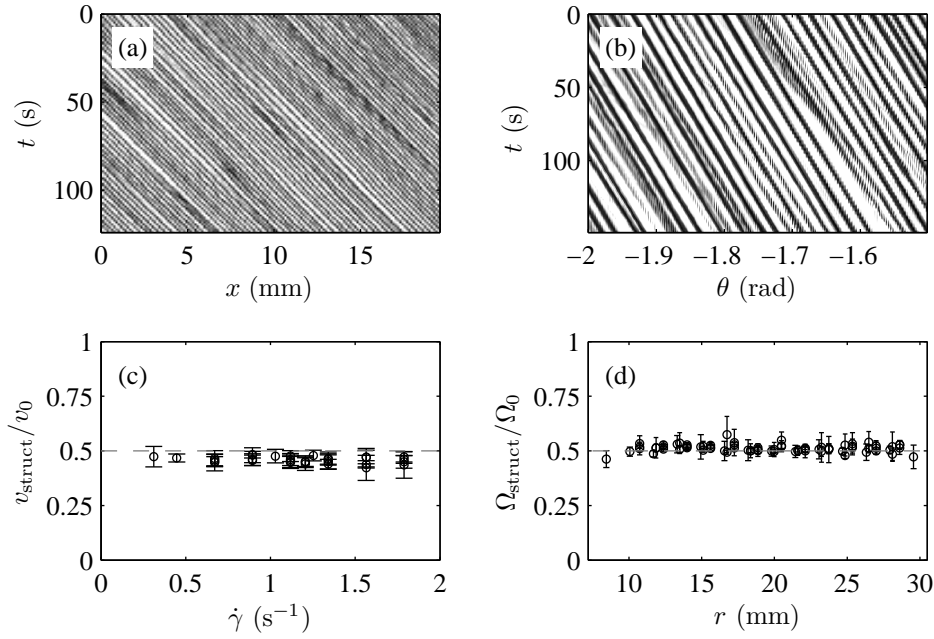 (a)
0
50
100
t (s)
0 5 10 15
x (mm)
(b)
0
50
100
t (s)
−2 −1.9 −1.8 −1.7 −1.6
θ (rad)
(c)
1
0.75
0.5
0.25
0
v_struct/v_0
0 0.5 1 1.5 2
γ̇ (s⁻¹)
(d)
1
0.75
0.5
0.25
0
Ω_struct/Ω_0
10 15 20 25 30
r (mm)